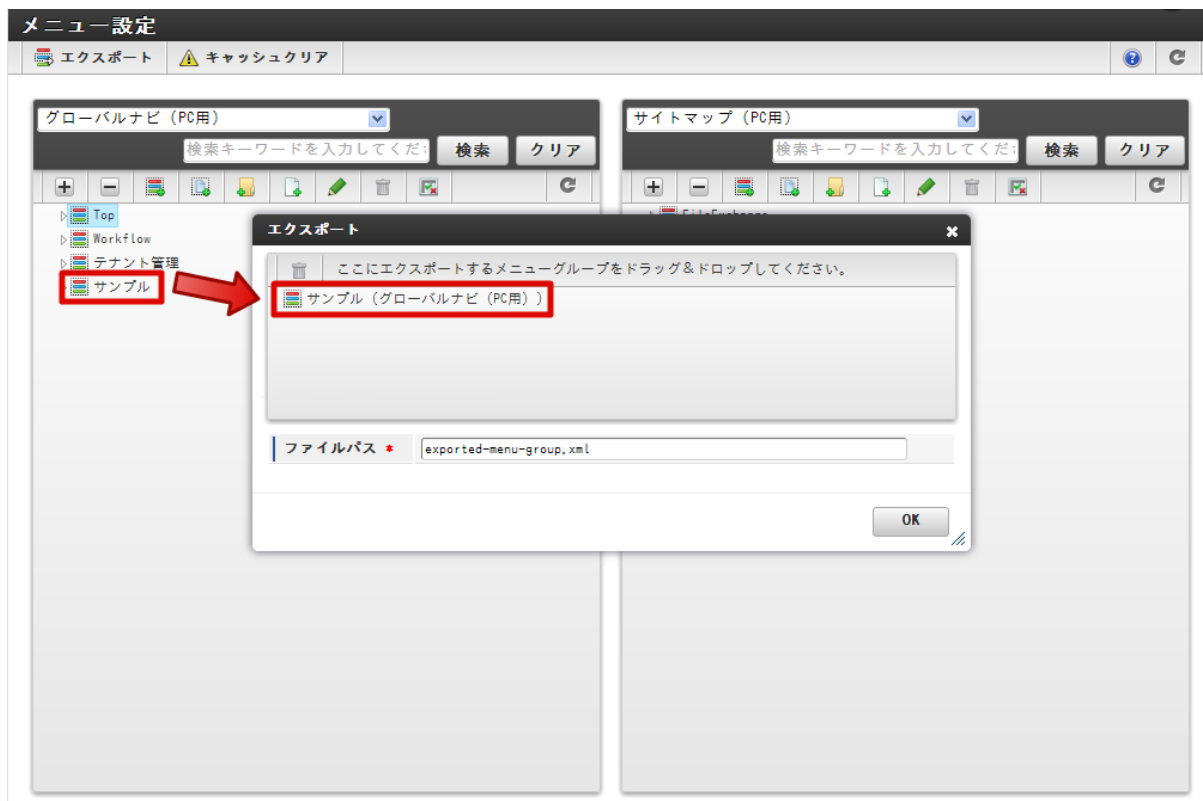 メニュー設定
エクスポート キャッシュクリア
グローバルナビ（PC用）
検索キーワードを入力してくだ 検索 クリア
Top
Workflow
テナント管理
サンプル
サイトマップ（PC用）
検索キーワードを入力してくだ 検索 クリア
エクスポート
ここにエクスポートするメニューグループをドラッグ＆ドロップしてください。
サンプル（グローバルナビ（PC用））
ファイルパス * exported-menu-group.xml
OK